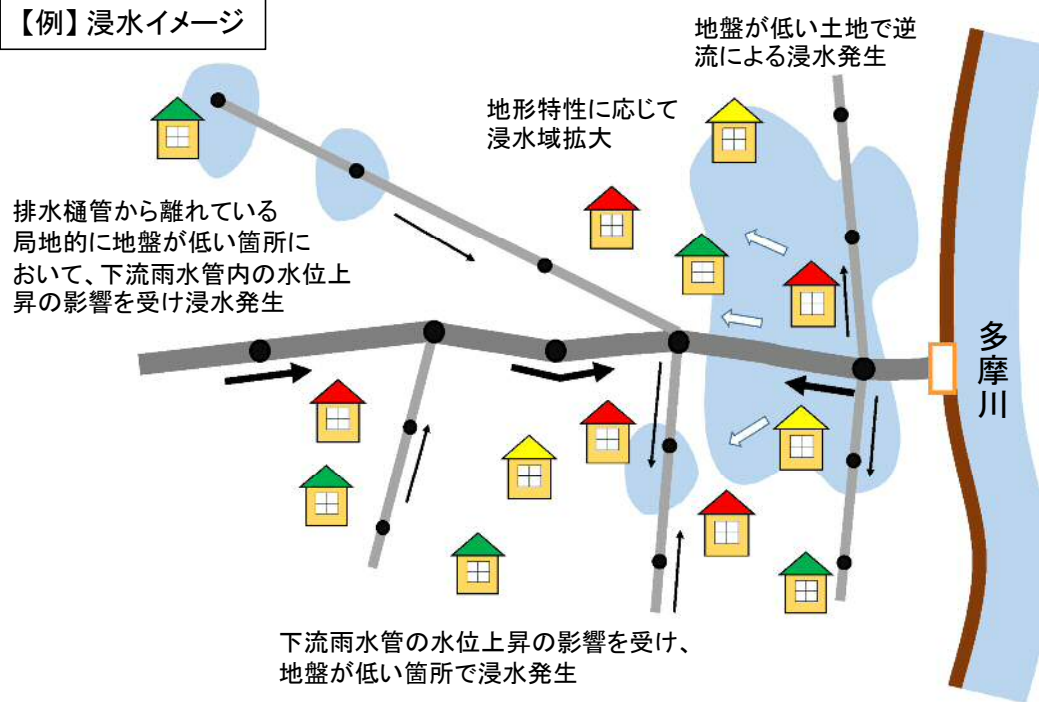 【例】浸水イメージ
地盤が低い土地で逆
流による浸水発生
地形特性に応じて
浸水域拡大
排水樋管から離れている
局地的に地盤が低い箇所に
おいて、下流雨水管内の水位上
昇の影響を受け浸水発生
多摩川
下流雨水管の水位上昇の影響を受け、
地盤が低い箇所で浸水発生